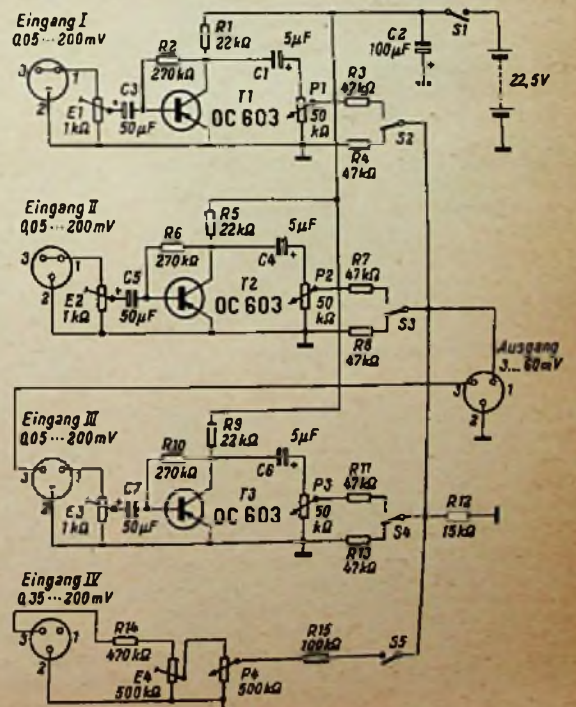 Eingang I
0,05...200mV
3
1
2
E1
1kΩ
C3
50µF
R2
270kΩ
R1
22kΩ
5µF
C1
+
T1
OC 603
P1
50
kΩ
R3
47kΩ
R4
47kΩ
S2
C2
100µF
+
S1
22,5V
Eingang II
0,05...200mV
3
1
2
E2
1kΩ
C5
50µF
R6
270kΩ
R5
22kΩ
5µF
C4
+
T2
OC 603
P2
50
kΩ
R7
47kΩ
R8
47kΩ
S3
Ausgang
3...60mV
3
1
2
Eingang III
0,05...200mV
3
1
2
E3
1kΩ
C7
50µF
R10
270kΩ
R9
22kΩ
5µF
C6
+
T3
OC 603
P3
50
kΩ
R11
47kΩ
R13
47kΩ
S4
R12
15kΩ
Eingang IV
0,35...200mV
3
1
2
R14
470kΩ
E4
500kΩ
P4
500kΩ
R15
100kΩ
S5